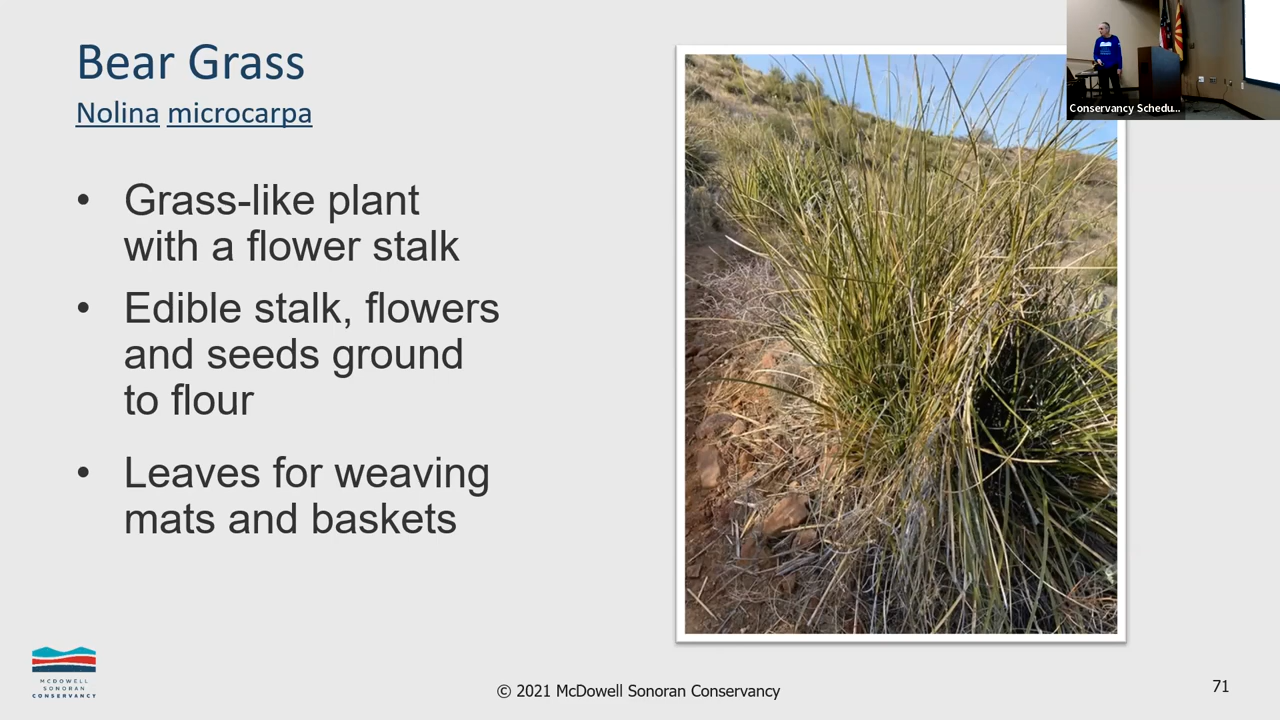 Bear Grass
Nolina microcarpa
• Grass-like plant
with a flower stalk
• Edible stalk, flowers
and seeds ground
to flour
• Leaves for weaving
mats and baskets
Conservancy Schedu...
MCDOWELL
SONORAN
CONSERVANCY
© 2021 McDowell Sonoran Conservancy
71